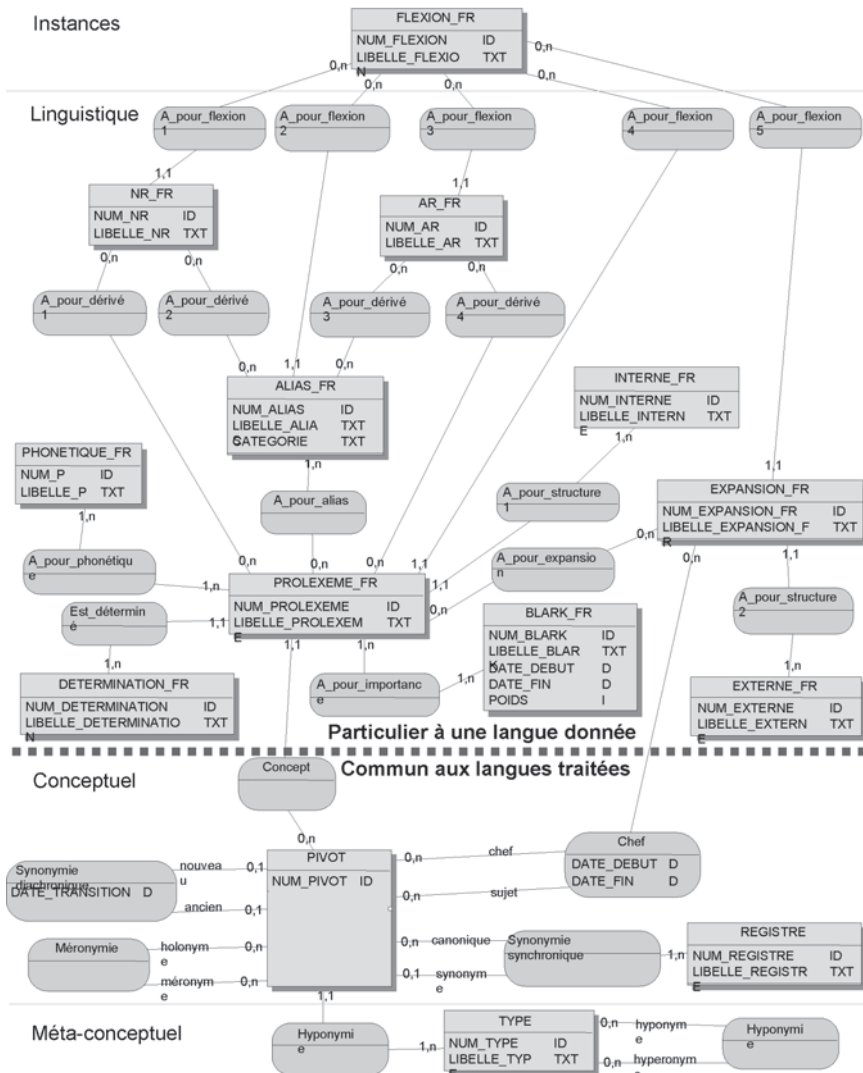 Instances
FLEXION_FR
NUM_FLEXION ID
LIBELLE_FLEXIO TXT
N
0,n
0,n
0,n
0,n
0,n
0,n
Linguistique
A_pour_flexion
1
A_pour_flexion
2
A_pour_flexion
3
A_pour_flexion
4
A_pour_flexion
5
1,1
1,1
NR_FR
NUM_NR ID
LIBELLE_NR TXT
AR_FR
NUM_AR ID
LIBELLE_AR TXT
0,n
0,n
0,n
0,n
A_pour_dérivé
1
A_pour_dérivé
2
A_pour_dérivé
3
A_pour_dérivé
4
0,n
1,1
0,n
ALIAS_FR
NUM_ALIAS ID
LIBELLE_ALIA TXT
S
CATEGORIE TXT
INTERNE_FR
NUM_INTERNE ID
LIBELLE_INTERN TXT
E
1,n
PHONETIQUE_FR
NUM_P ID
LIBELLE_P TXT
1,n
1,n
A_pour_alias
A_pour_structure
1
1,1
EXPANSION_FR
NUM_EXPANSION_FR ID
LIBELLE_EXPANSION_F TXT
R
0,n
0,n
1,1
A_pour_phonétiqu
e
A_pour_expansio
n
0,n
0,n
0,n
1,1
1,1
1,n
0,n
PROLEXEME_FR
NUM_PROLEXEME ID
LIBELLE_PROLEXEM TXT
E
Est_détermin
é
1,1
1,1
1,n
1,n
A_pour_structure
2
BLARK_FR
NUM_BLARK ID
LIBELLE_BLAR TXT
K
DATE_DEBUT D
DATE_FIN D
POIDS I
1,n
A_pour_importanc
e
1,n
DETERMINATION_FR
NUM_DETERMINATION ID
LIBELLE_DETERMINATIO TXT
N
EXTERNE_FR
NUM_EXTERNE ID
LIBELLE_EXTERN TXT
E
Particulier à une langue donnée
Commun aux langues traitées
Conceptuel
Concept
0,n
PIVOT
NUM_PIVOT ID
Chef
DATE_DEBUT D
DATE_FIN D
0,n
chef
0,n
sujet
Synonymie
diachronique
DATE_TRANSITION D
nouvea
u
0,1
ancien
0,1
Méronymie
holonym
e
0,n
méronym
e
0,n
0,n
canonique
0,1
synonym
e
Synonymie
synchronique
1,n
REGISTRE
NUM_REGISTRE ID
LIBELLE_REGISTR TXT
E
1,1
Méta-conceptuel
Hyponymi
e
1,n
TYPE
NUM_TYPE ID
LIBELLE_TYP TXT
E
0,n
hyponym
e
0,n
hyperonym
e
Hyponymi
e